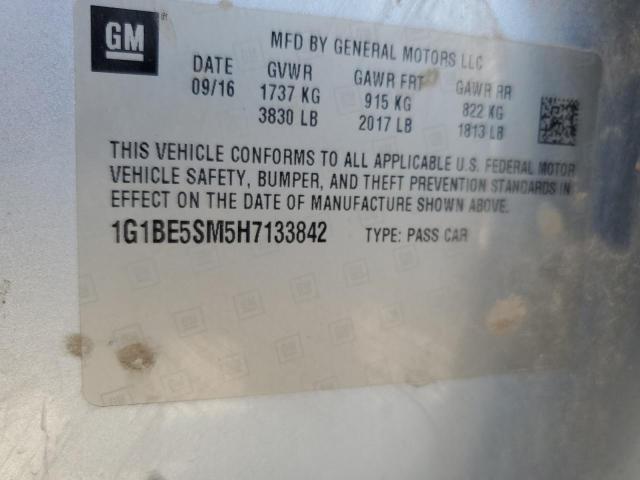 GM
MFD BY GENERAL MOTORS LLC
DATE GVWR GAWR FRT GAWR RR
09/16 1737 KG 915 KG 822 KG
3830 LB 2017 LB 1813 LB
THIS VEHICLE CONFORMS TO ALL APPLICABLE U.S. FEDERAL MOTOR
VEHICLE SAFETY, BUMPER, AND THEFT PREVENTION STANDARDS IN
EFFECT ON THE DATE OF MANUFACTURE SHOWN ABOVE.
1G1BE5SM5H7133842 TYPE: PASS CAR